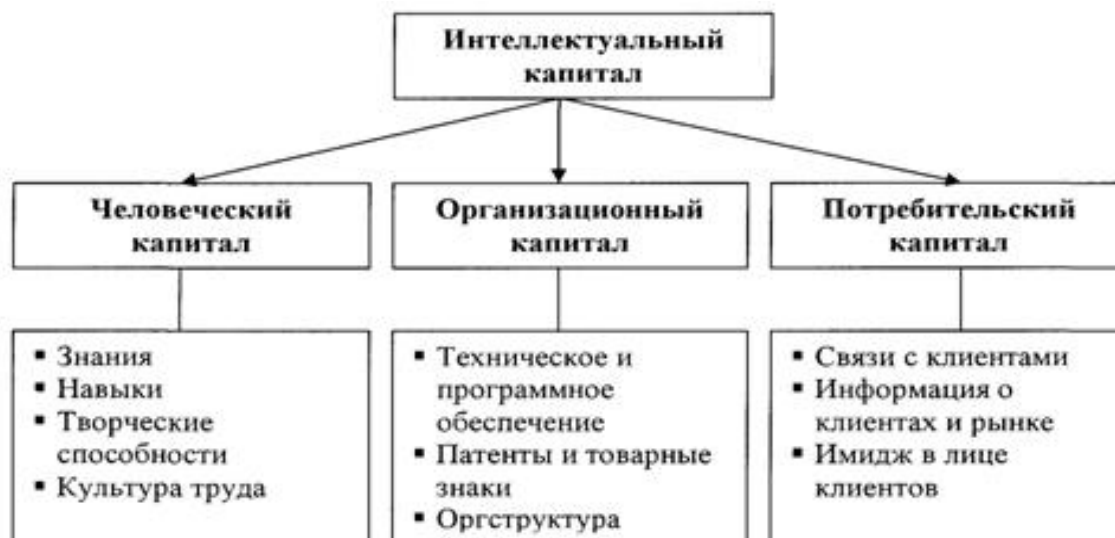 Интеллектуальный
капитал
Человеческий
капитал
Организационный
капитал
Потребительский
капитал
▪ Знания
▪ Навыки
▪ Творческие
способности
▪ Культура труда
▪ Техническое и
программное
обеспечение
▪ Патенты и товарные
знаки
▪ Оргструктура
▪ Связи с клиентами
▪ Информация о
клиентах и рынке
▪ Имидж в лице
клиентов